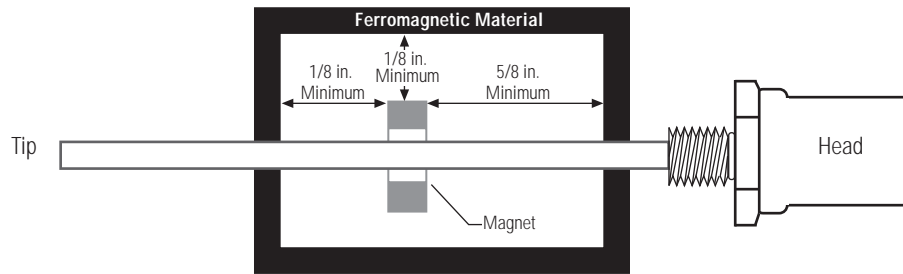 Ferromagnetic Material
1/8 in.
Minimum
1/8 in.
Minimum
5/8 in.
Minimum
Tip
Head
Magnet